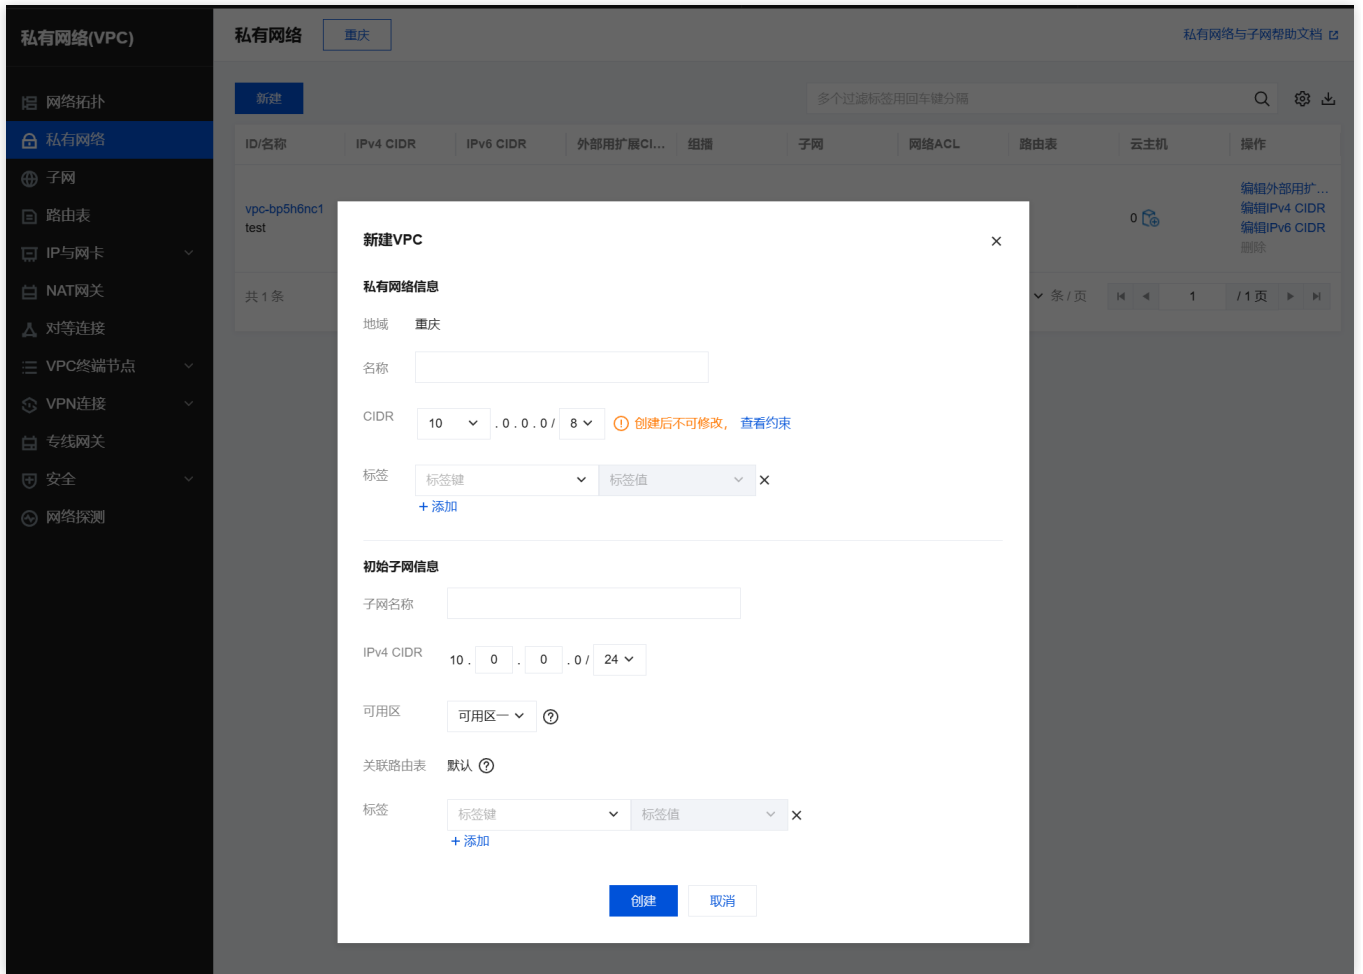 私有网络(VPC)
私有网络
重庆
私有网络与子网帮助文档
网络拓扑
私有网络
子网
路由表
IP与网卡
NAT网关
对等连接
VPC终端节点
VPN连接
专线网关
安全
网络探测
新建
多个过滤标签用回车键分隔
ID/名称 IPv4 CIDR IPv6 CIDR 外部用扩展CI... 组播 子网 网络ACL 路由表 云主机 操作
vpc-bp5h6nc1
test
0
编辑外部用扩...
编辑IPv4 CIDR
编辑IPv6 CIDR
删除
共 1 条
条 / 页
1 / 1 页
新建VPC
私有网络信息
地域 重庆
名称
CIDR 10 . 0 . 0 . 0 / 8 创建后不可修改, 查看约束
标签 标签键 标签值
+ 添加
初始子网信息
子网名称
IPv4 CIDR 10 . 0 . 0 . 0 / 24
可用区 可用区一
关联路由表 默认
标签 标签键 标签值
+ 添加
创建 取消